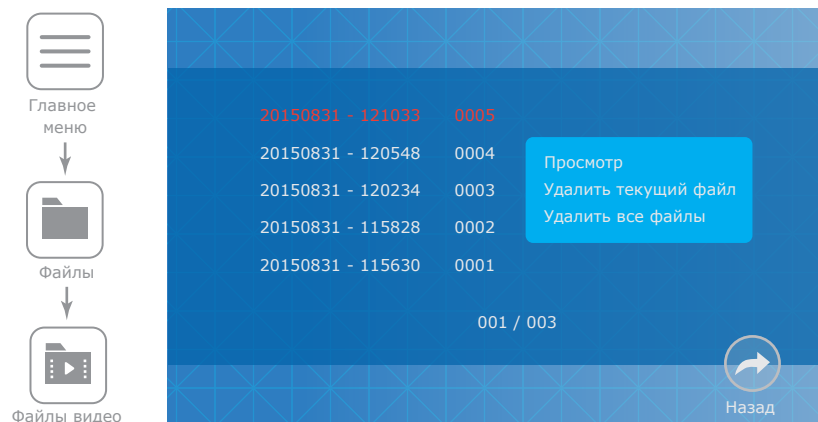 Главное
меню
Файлы
Файлы видео
20150831 - 121033 0005
20150831 - 120548 0004
20150831 - 120234 0003
20150831 - 115828 0002
20150831 - 115630 0001
Просмотр
Удалить текущий файл
Удалить все файлы
001 / 003
Назад